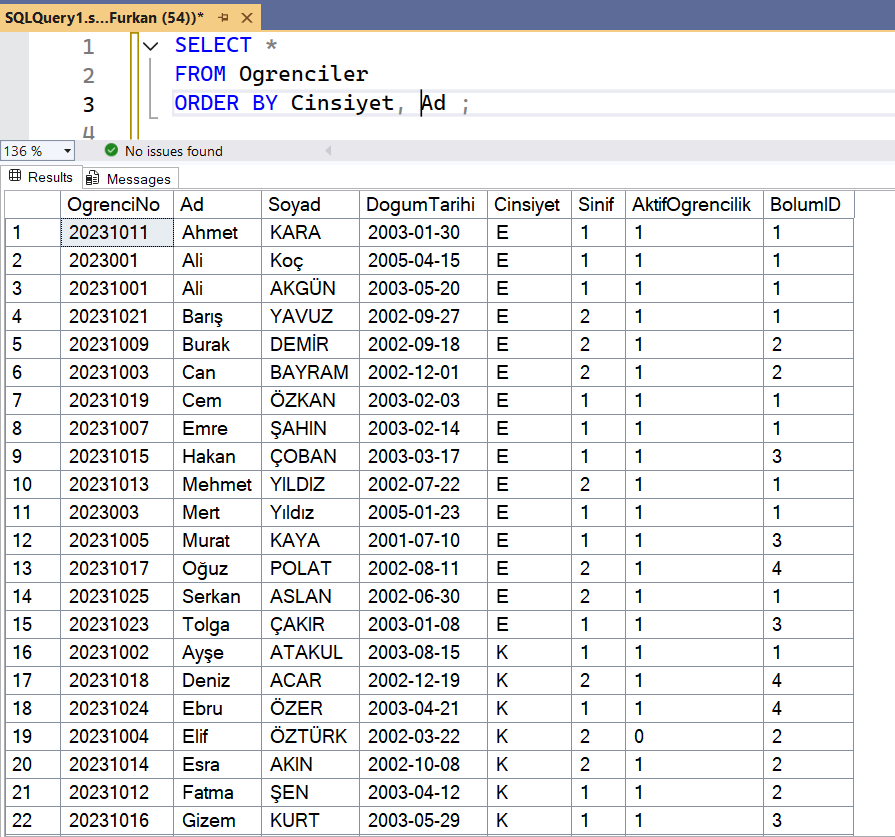 SQLQuery1.s...Furkan (54))*
1 SELECT *
2 FROM Ogrenciler
3 ORDER BY Cinsiyet, Ad ;
4
136 % No issues found
Results Messages
OgrenciNo Ad Soyad DogumTarihi Cinsiyet Sinif AktifOgrencilik BolumID
1 20231011 Ahmet KARA 2003-01-30 E 1 1 1
2 2023001 Ali Koç 2005-04-15 E 1 1 1
3 20231001 Ali AKGÜN 2003-05-20 E 1 1 1
4 20231021 Barış YAVUZ 2002-09-27 E 2 1 1
5 20231009 Burak DEMİR 2002-09-18 E 2 1 2
6 20231003 Can BAYRAM 2002-12-01 E 2 1 2
7 20231019 Cem ÖZKAN 2003-02-03 E 1 1 1
8 20231007 Emre ŞAHIN 2003-02-14 E 1 1 1
9 20231015 Hakan ÇOBAN 2003-03-17 E 1 1 3
10 20231013 Mehmet YILDIZ 2002-07-22 E 2 1 1
11 2023003 Mert Yıldız 2005-01-23 E 1 1 1
12 20231005 Murat KAYA 2001-07-10 E 1 1 3
13 20231017 Oğuz POLAT 2002-08-11 E 2 1 4
14 20231025 Serkan ASLAN 2002-06-30 E 2 1 1
15 20231023 Tolga ÇAKIR 2003-01-08 E 1 1 3
16 20231002 Ayşe ATAKUL 2003-08-15 K 1 1 1
17 20231018 Deniz ACAR 2002-12-19 K 2 1 4
18 20231024 Ebru ÖZER 2003-04-21 K 1 1 4
19 20231004 Elif ÖZTÜRK 2002-03-22 K 2 0 2
20 20231014 Esra AKIN 2002-10-08 K 2 1 2
21 20231012 Fatma ŞEN 2003-04-12 K 1 1 2
22 20231016 Gizem KURT 2003-05-29 K 1 1 3